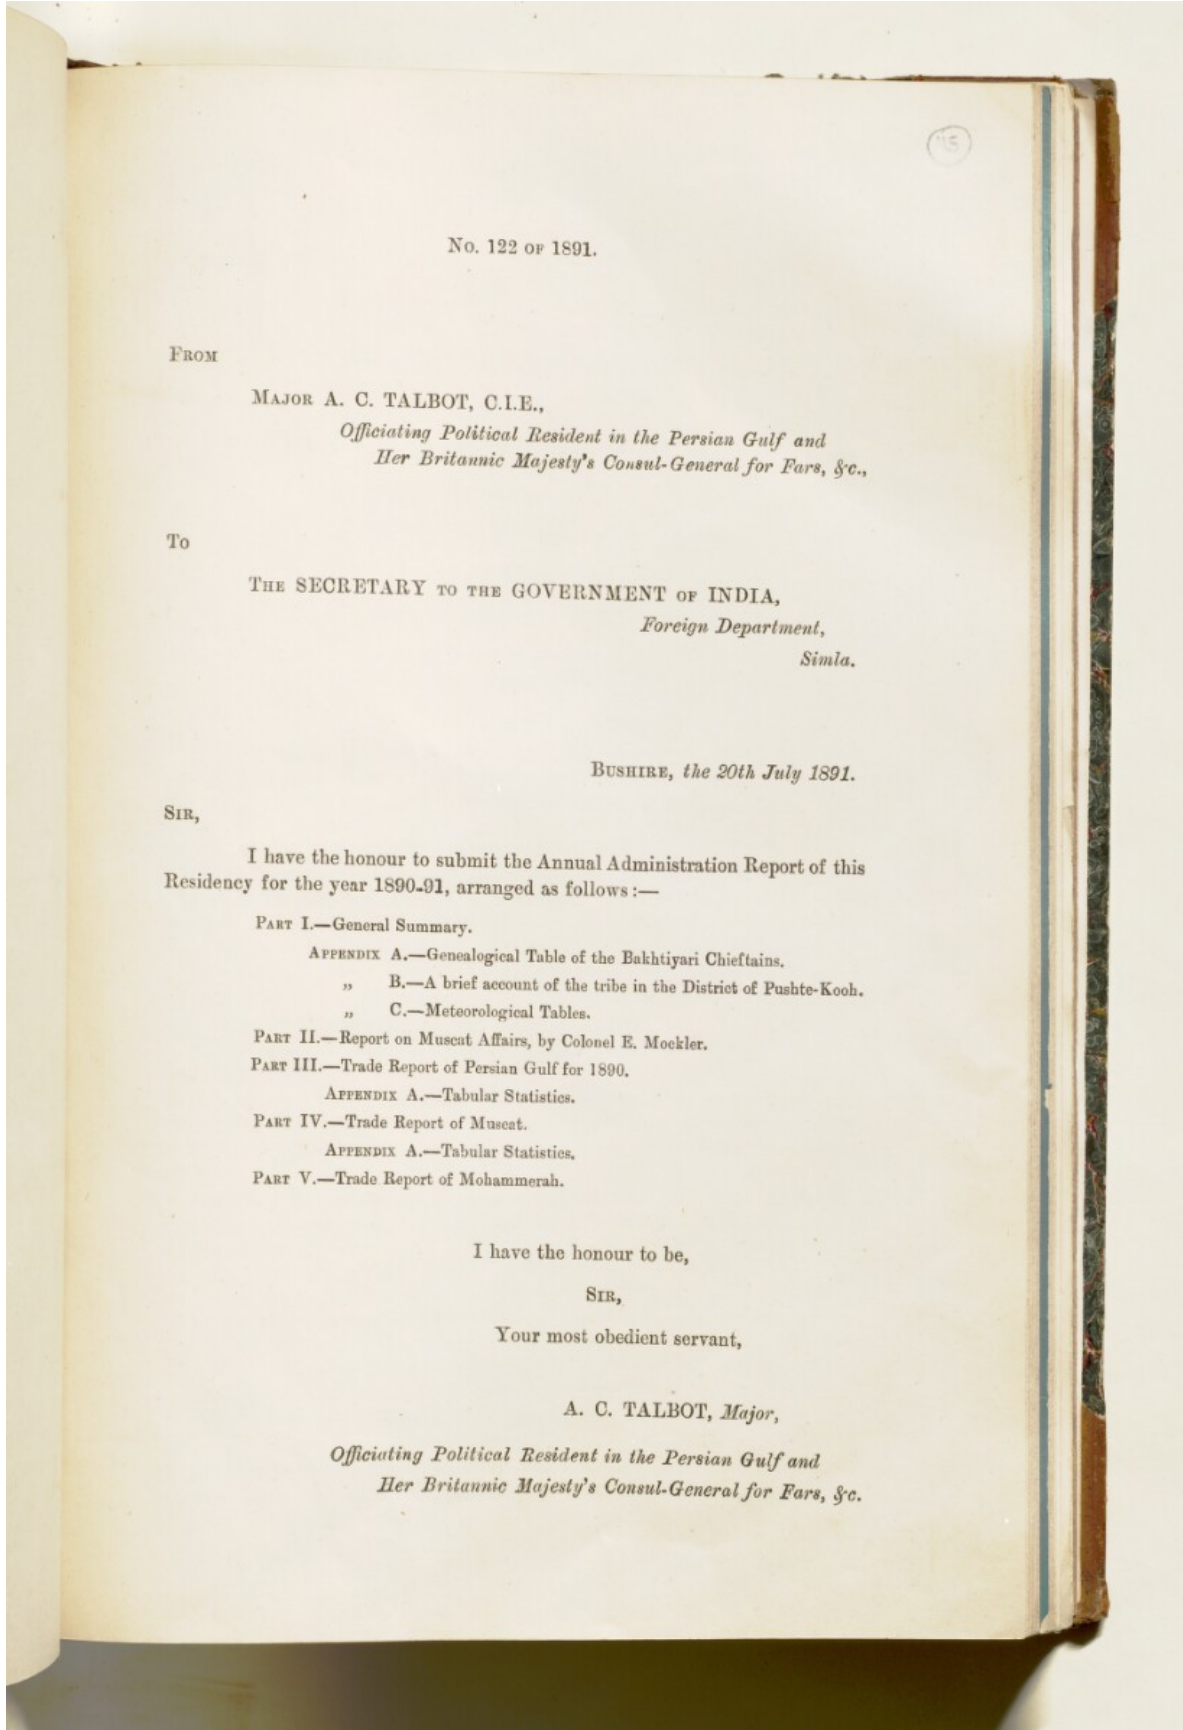 No. 122 OF 1891.
FROM
MAJOR A. C. TALBOT, C.I.E.,
Officiating Political Resident in the Persian Gulf and
Her Britannic Majesty's Consul-General for Fars, &c.,
To
THE SECRETARY TO THE GOVERNMENT OF INDIA,
Foreign Department,
Simla.
BUSHIRE, the 20th July 1891.
SIR,
I have the honour to submit the Annual Administration Report of this
Residency for the year 1890-91, arranged as follows:—
PART I.—General Summary.
APPENDIX A.—Genealogical Table of the Bakhtiyari Chieftains.
„ B.—A brief account of the tribe in the District of Pushte-Kooh.
„ C.—Meteorological Tables.
PART II.—Report on Muscat Affairs, by Colonel E. Mockler.
PART III.—Trade Report of Persian Gulf for 1890.
APPENDIX A.—Tabular Statistics.
PART IV.—Trade Report of Muscat.
APPENDIX A.—Tabular Statistics.
PART V.—Trade Report of Mohammerah.
I have the honour to be,
SIR,
Your most obedient servant,
A. C. TALBOT, Major,
Officiating Political Resident in the Persian Gulf and
Her Britannic Majesty's Consul-General for Fars, &c.